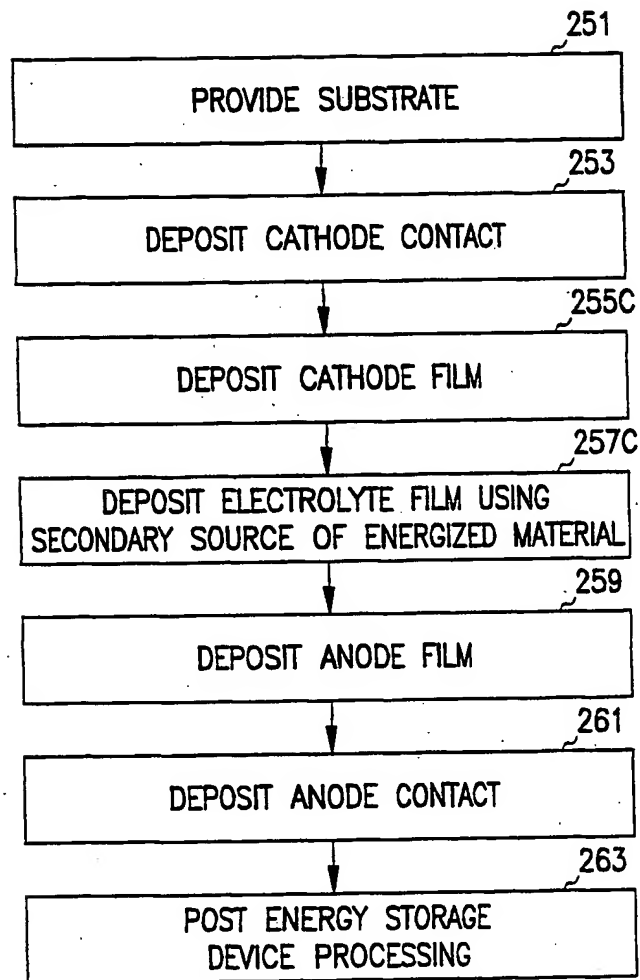 251
PROVIDE SUBSTRATE
253
DEPOSIT CATHODE CONTACT
255C
DEPOSIT CATHODE FILM
257C
DEPOSIT ELECTROLYTE FILM USING
SECONDARY SOURCE OF ENERGIZED MATERIAL
259
DEPOSIT ANODE FILM
261
DEPOSIT ANODE CONTACT
263
POST ENERGY STORAGE
DEVICE PROCESSING